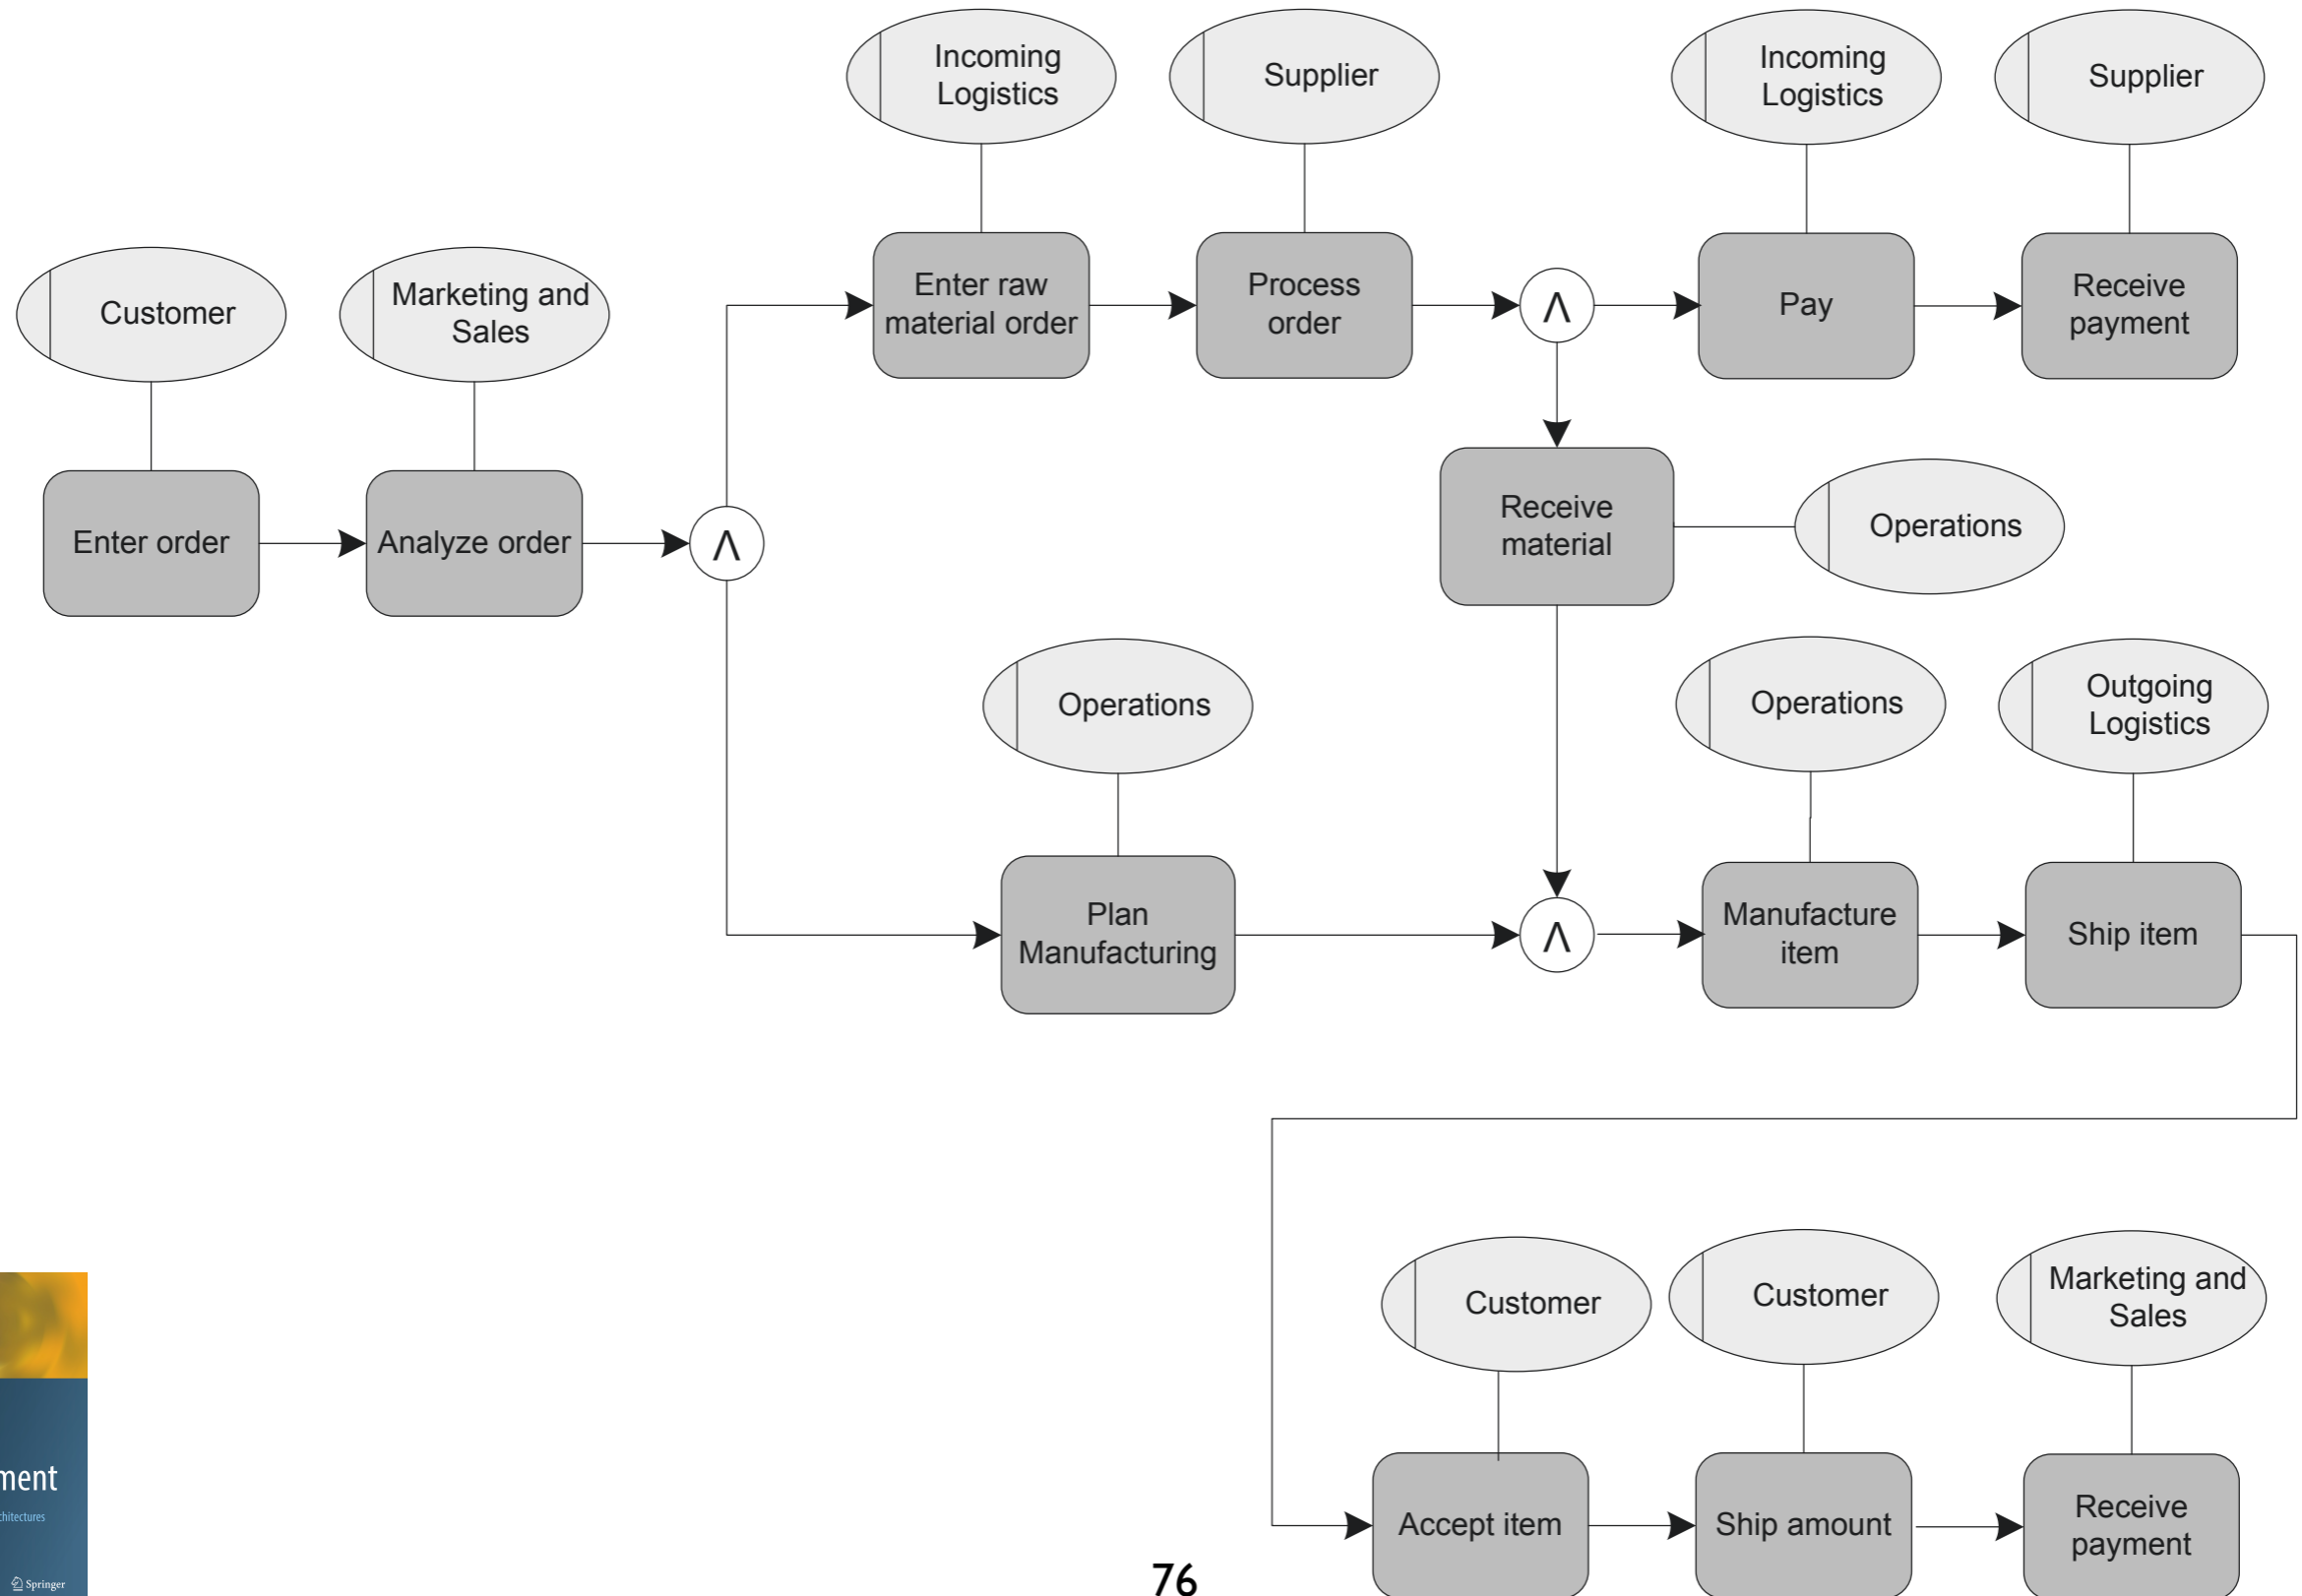 Incoming
Logistics
Supplier
Incoming
Logistics
Supplier
Customer
Marketing and
Sales
Enter raw
material order
Process
order
Λ
Pay
Receive
payment
Enter order
Analyze order
Λ
Receive
material
Operations
Operations
Operations
Outgoing
Logistics
Plan
Manufacturing
Λ
Manufacture
item
Ship item
Customer
Customer
Marketing and
Sales
Accept item
Ship amount
Receive
payment
ment
chitectures
Springer
76